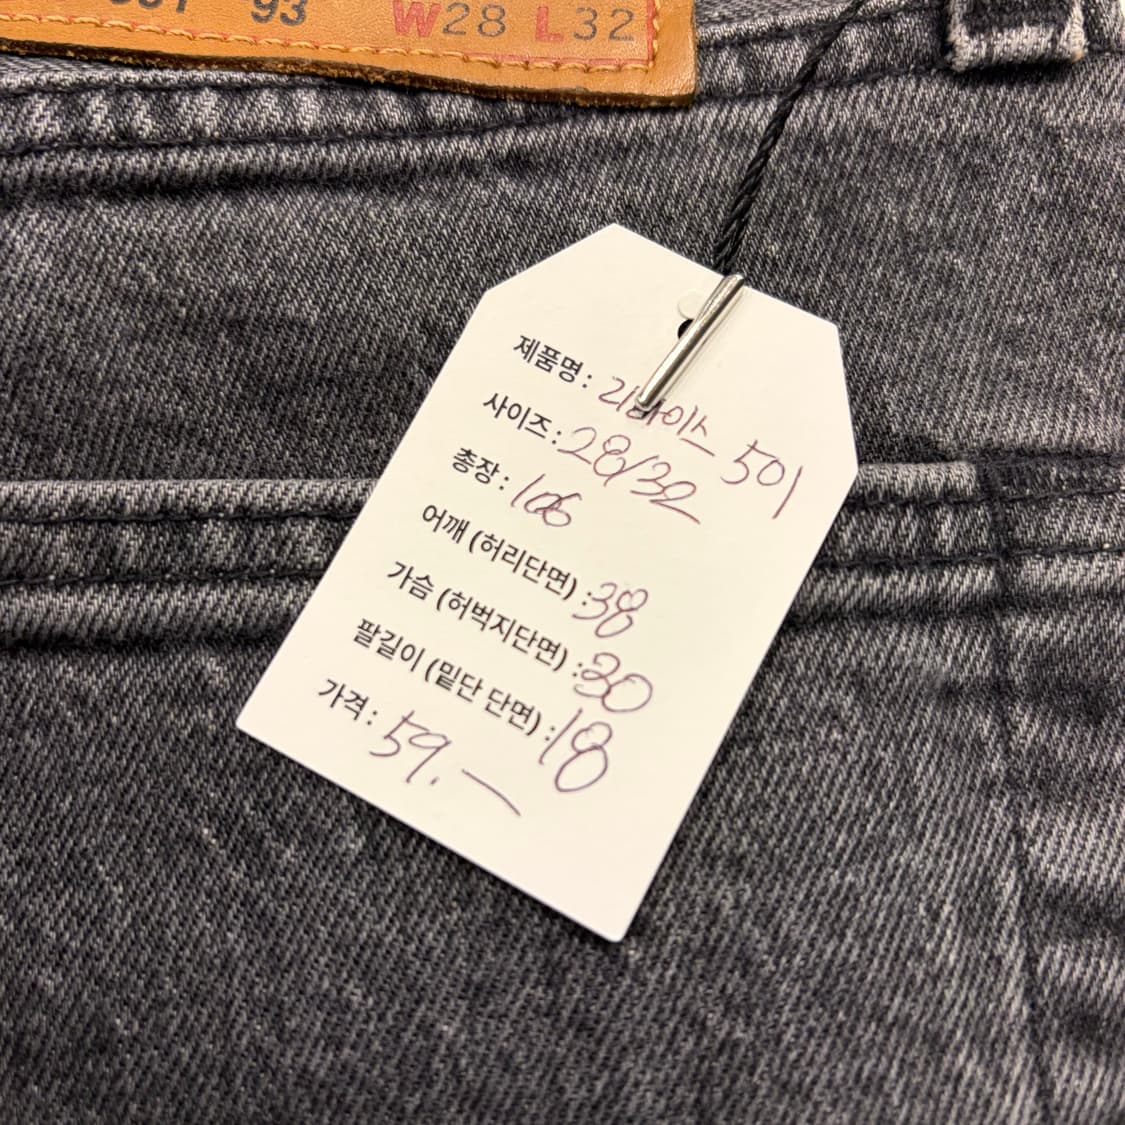 501 93 W28 L32
제품명 : 리바이스 501
사이즈 : 28/32
총장 : 106
어깨 (허리단면) : 38
가슴 (허벅지단면) : 30
팔길이 (밑단 단면) : 18
가격 : 59.—